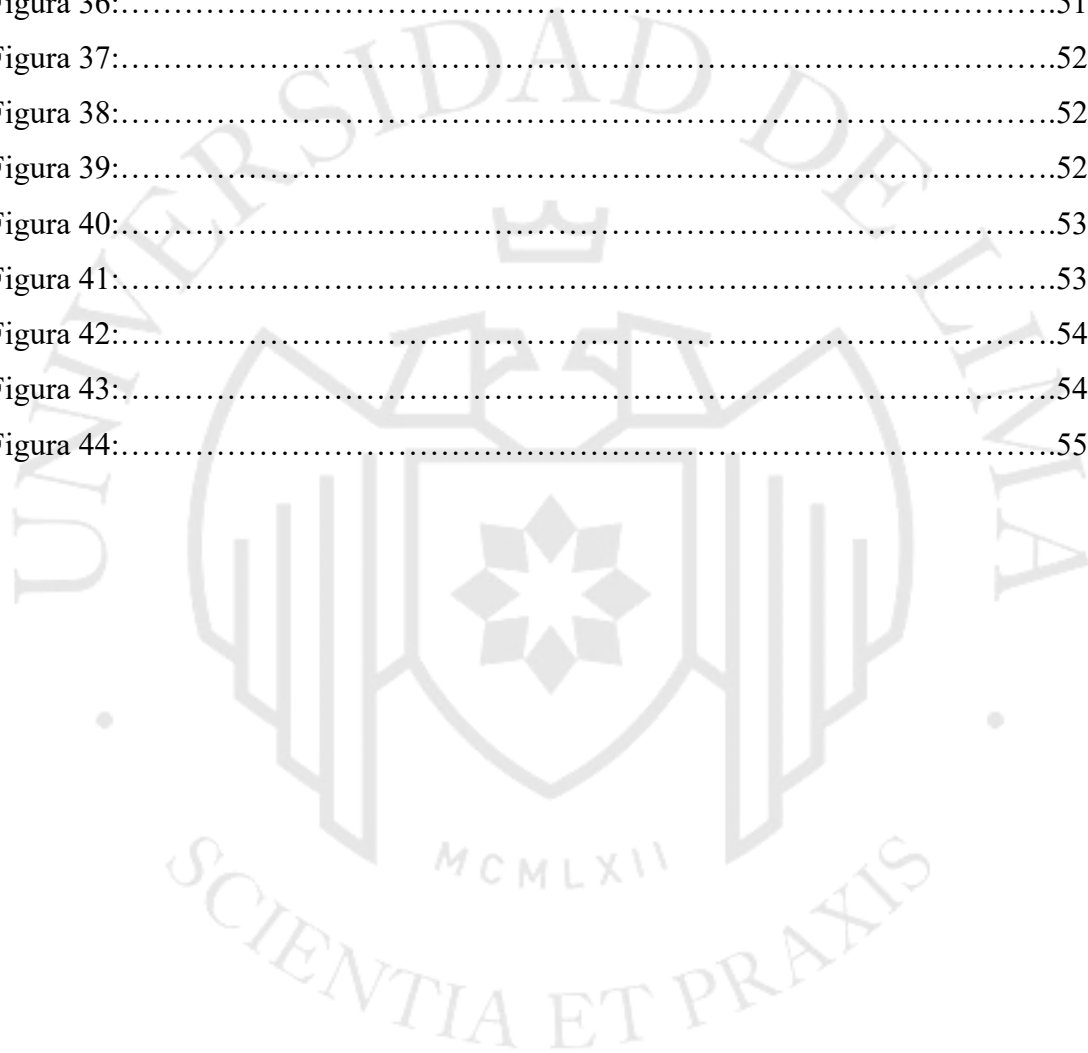 Figura 36:……………………………………………………………………………….51
Figura 37:……………………………………………………………………………….52
Figura 38:……………………………………………………………………………….52
Figura 39:……………………………………………………………………………….52
Figura 40:……………………………………………………………………………….53
Figura 41:……………………………………………………………………………….53
Figura 42:……………………………………………………………………………….54
Figura 43:……………………………………………………………………………….54
Figura 44:……………………………………………………………………………….55
UNIVERSIDAD DE LIMA
MCMLXII
SCIENTIA ET PRAXIS